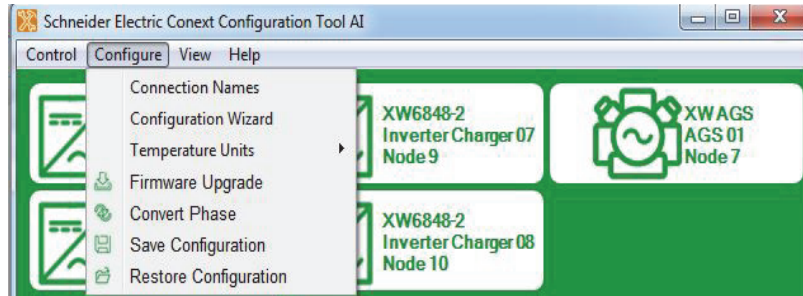 Schneider Electric Conext Configuration Tool AI
Control Configure View Help
Connection Names
Configuration Wizard
Temperature Units
Firmware Upgrade
Convert Phase
Save Configuration
Restore Configuration
XW6848-2
Inverter Charger 07
Node 9
XWAGS
AGS 01
Node 7
XW6848-2
Inverter Charger 08
Node 10